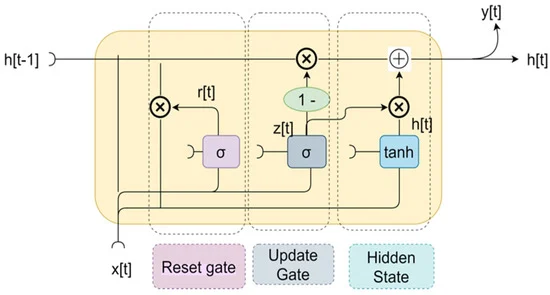 y[t]
h[t-1]
h[t]
r[t]
1 -
z[t]
h[t]
σ
σ
tanh
x[t]
Reset gate
Update
Gate
Hidden
State